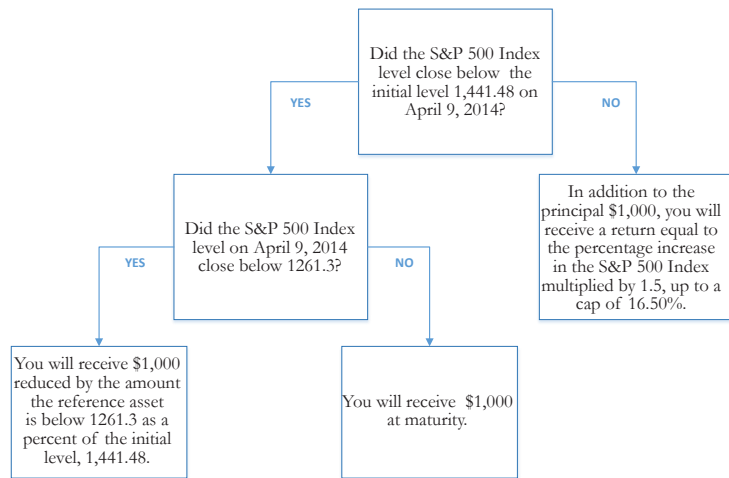 Did the S&P 500 Index
level close below the
initial level 1,441.48 on
April 9, 2014?
YES
NO
Did the S&P 500 Index
level on April 9, 2014
close below 1261.3?
In addition to the
principal $1,000, you will
receive a return equal to
the percentage increase
in the S&P 500 Index
multiplied by 1.5, up to a
cap of 16.50%.
YES
NO
You will receive $1,000
reduced by the amount
the reference asset
is below 1261.3 as a
percent of the initial
level, 1,441.48.
You will receive $1,000
at maturity.